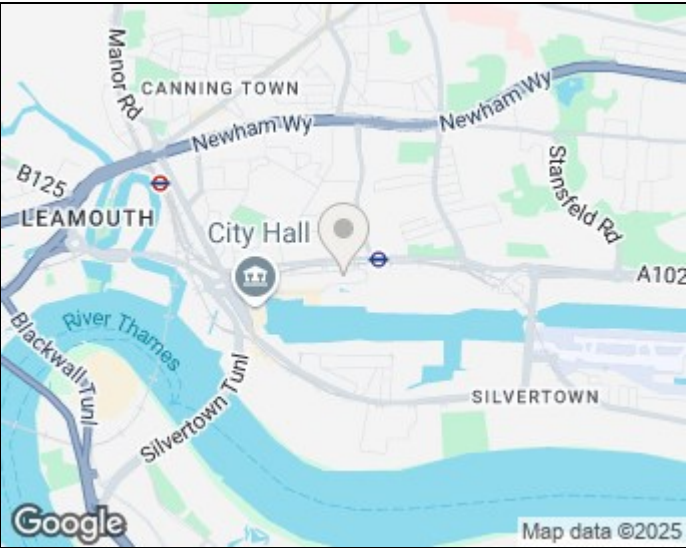 Manor Rd
CANNING TOWN
Newham Wy
Newham Wy
B125
Stansfeld Rd
LEAMOUTH
City Hall
A102
River Thames
Blackwall Tunl
Silvertown Tunl
SILVERTOWN
Google
Map data ©2025